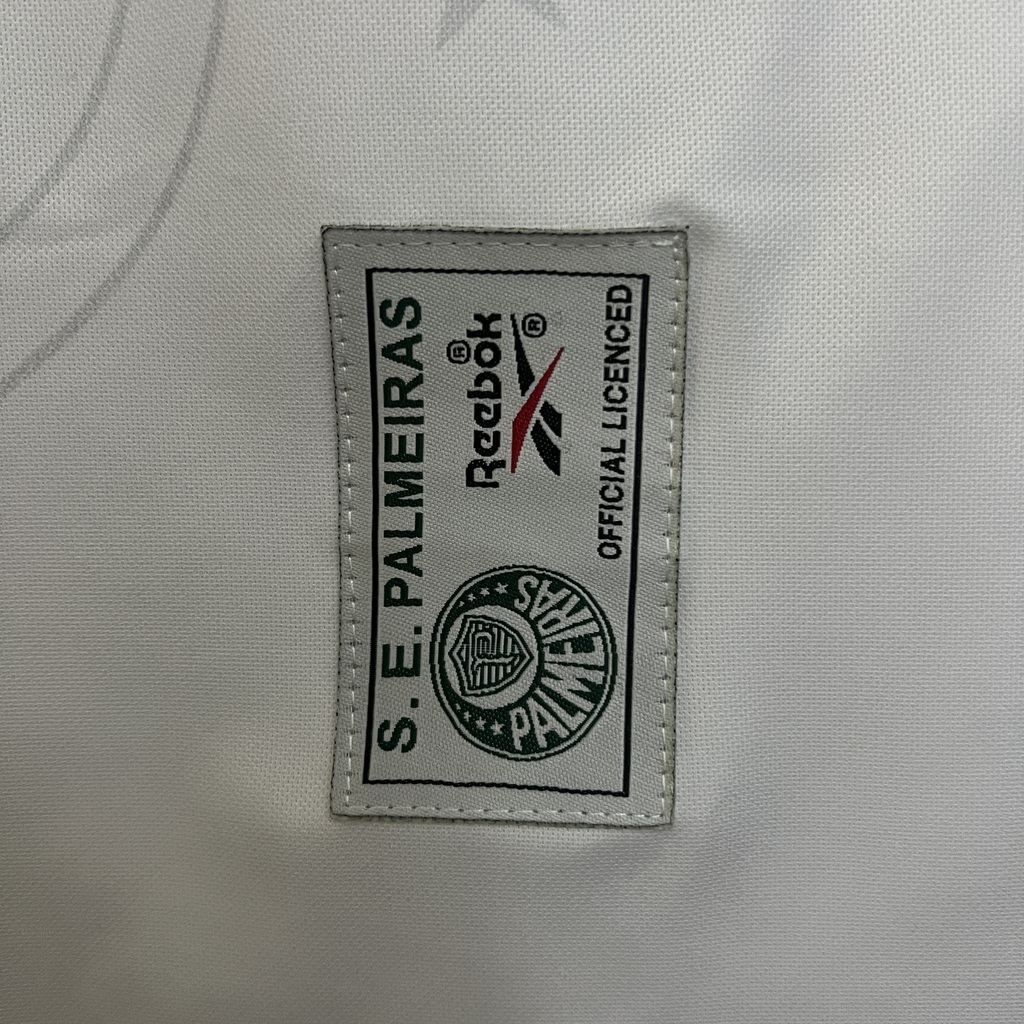 S. E. PALMEIRAS
PALMEIRAS
Reebok®
®
OFFICIAL LICENCED